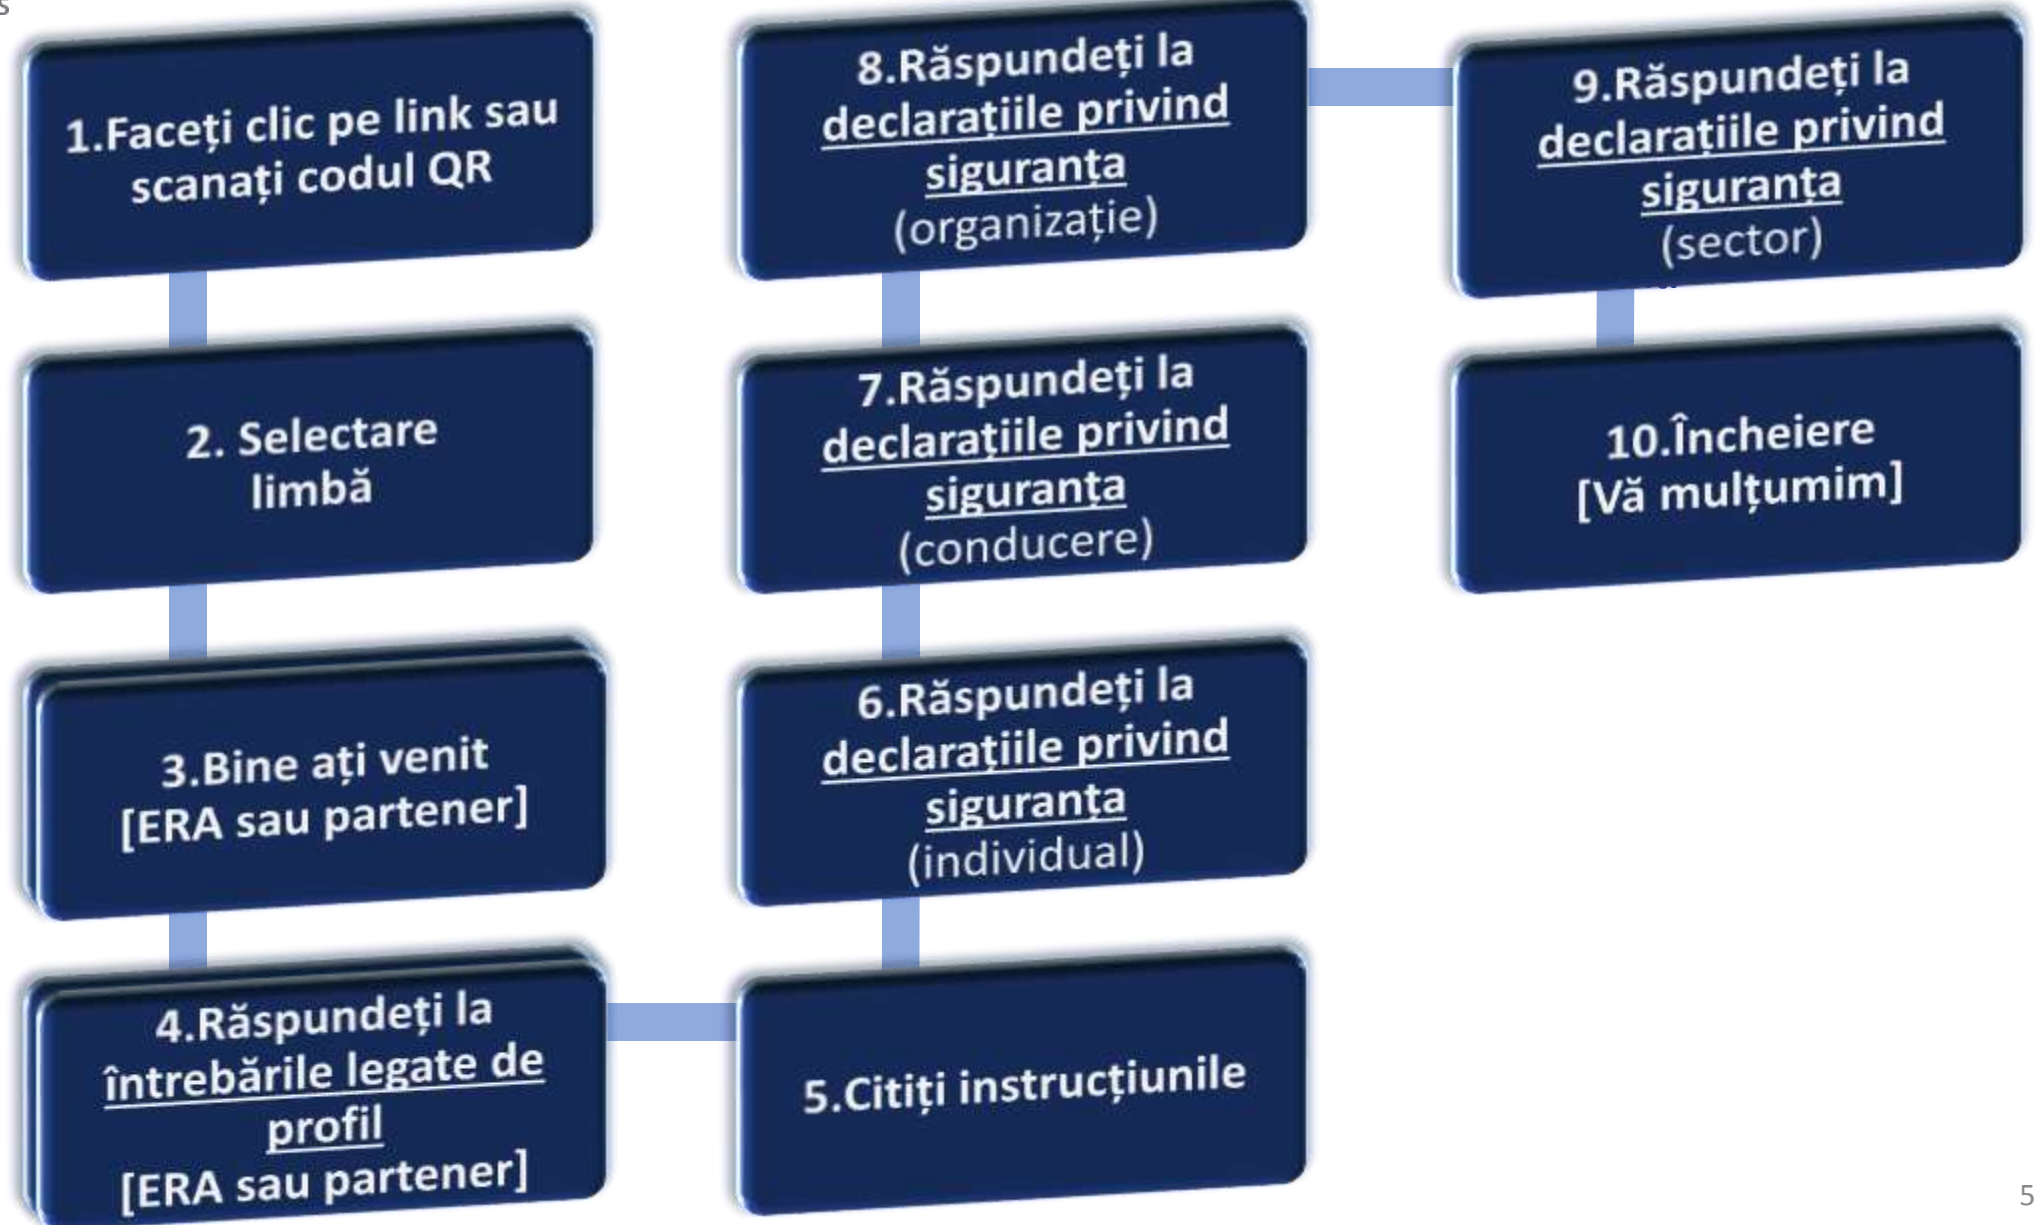 s
1.Faceți clic pe link sau
scanați codul QR
2. Selectare
limbă
3.Bine ați venit
[ERA sau partener]
4.Răspundeți la
întrebările legate de
profil
[ERA sau partener]
5.Citiți instrucțiunile
6.Răspundeți la
declarațiile privind
siguranța
(individual)
7.Răspundeți la
declarațiile privind
siguranța
(conducere)
8.Răspundeți la
declarațiile privind
siguranța
(organizație)
9.Răspundeți la
declarațiile privind
siguranța
(sector)
10.Încheiere
[Vă mulțumim]
5